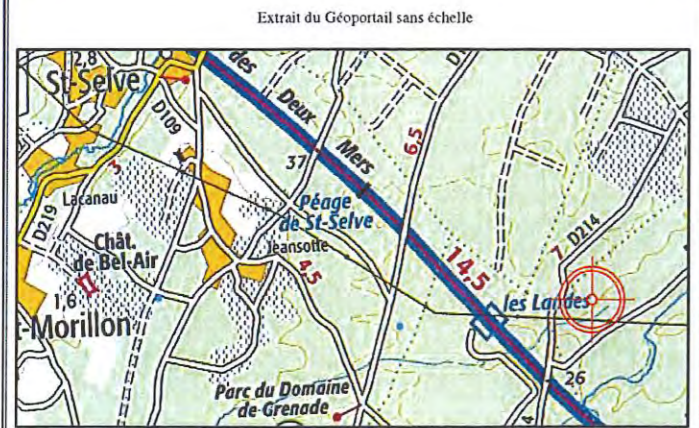 Extrait du Géoportail sans échelle
2,8
St-Selve
des
Deux
Mers
D109
37
6,5
3
Lacanau
D219
Péage
de St-Selve
Jeansotte
4,5
Chât.
de Bel-Air
1,6
-Morillon
14,5
7
D214
les Landes
26
4
Parc du Domaine
de Grenade